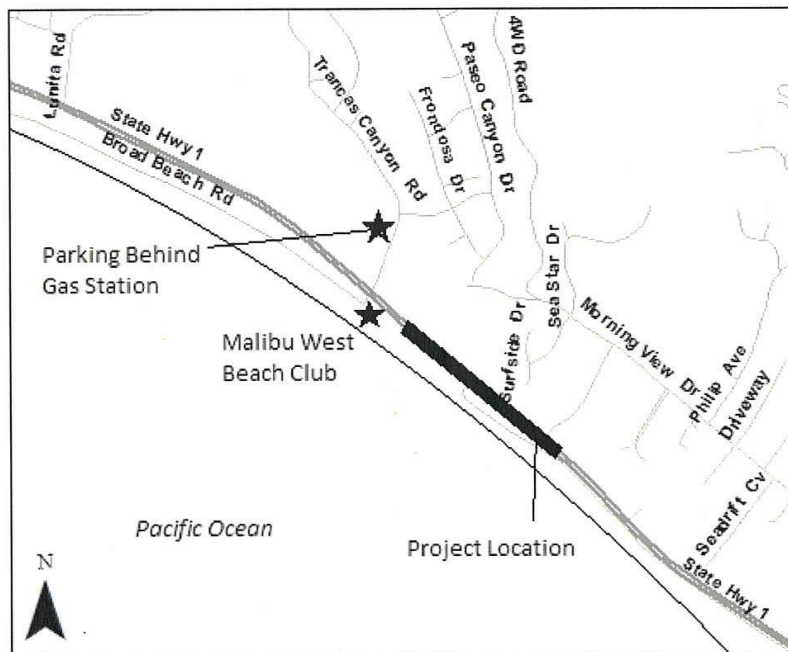 Lunita Rd
State Hwy 1
Broad Beach Rd
Trancas Canyon Rd
Frondosa Dr
Paseo Canyon Dr
4WD Road
Parking Behind
Gas Station
Sea Star Dr
Malibu West
Beach Club
Surfside Dr
Morning View Dr
Philip Ave
Driveway
Seadrift Cv
Pacific Ocean
Project Location
State Hwy 1
N